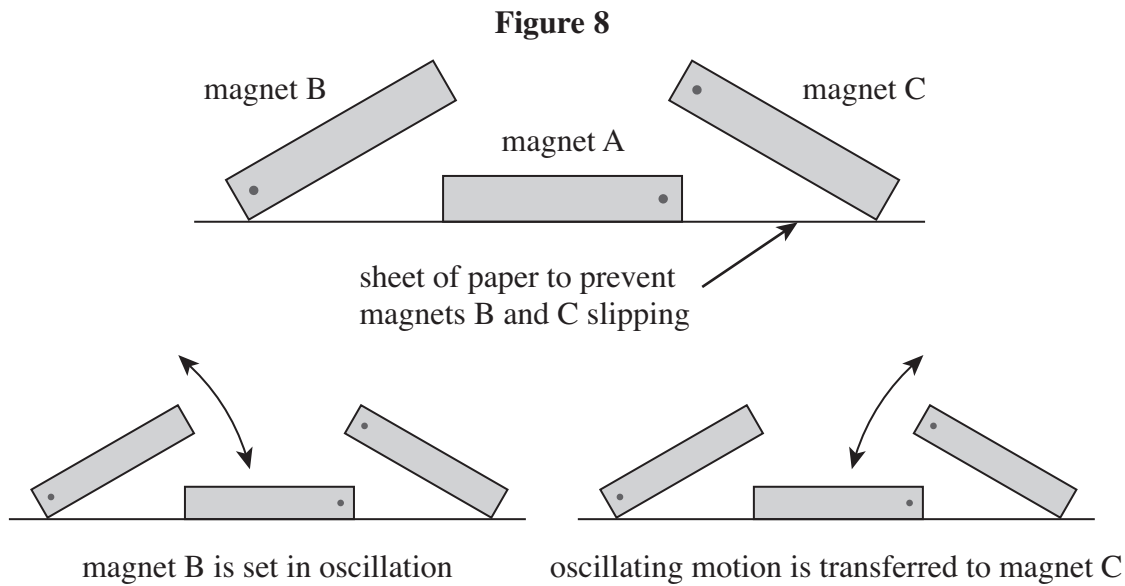 Figure 8
magnet B
magnet C
magnet A
sheet of paper to prevent
magnets B and C slipping
magnet B is set in oscillation
oscillating motion is transferred to magnet C